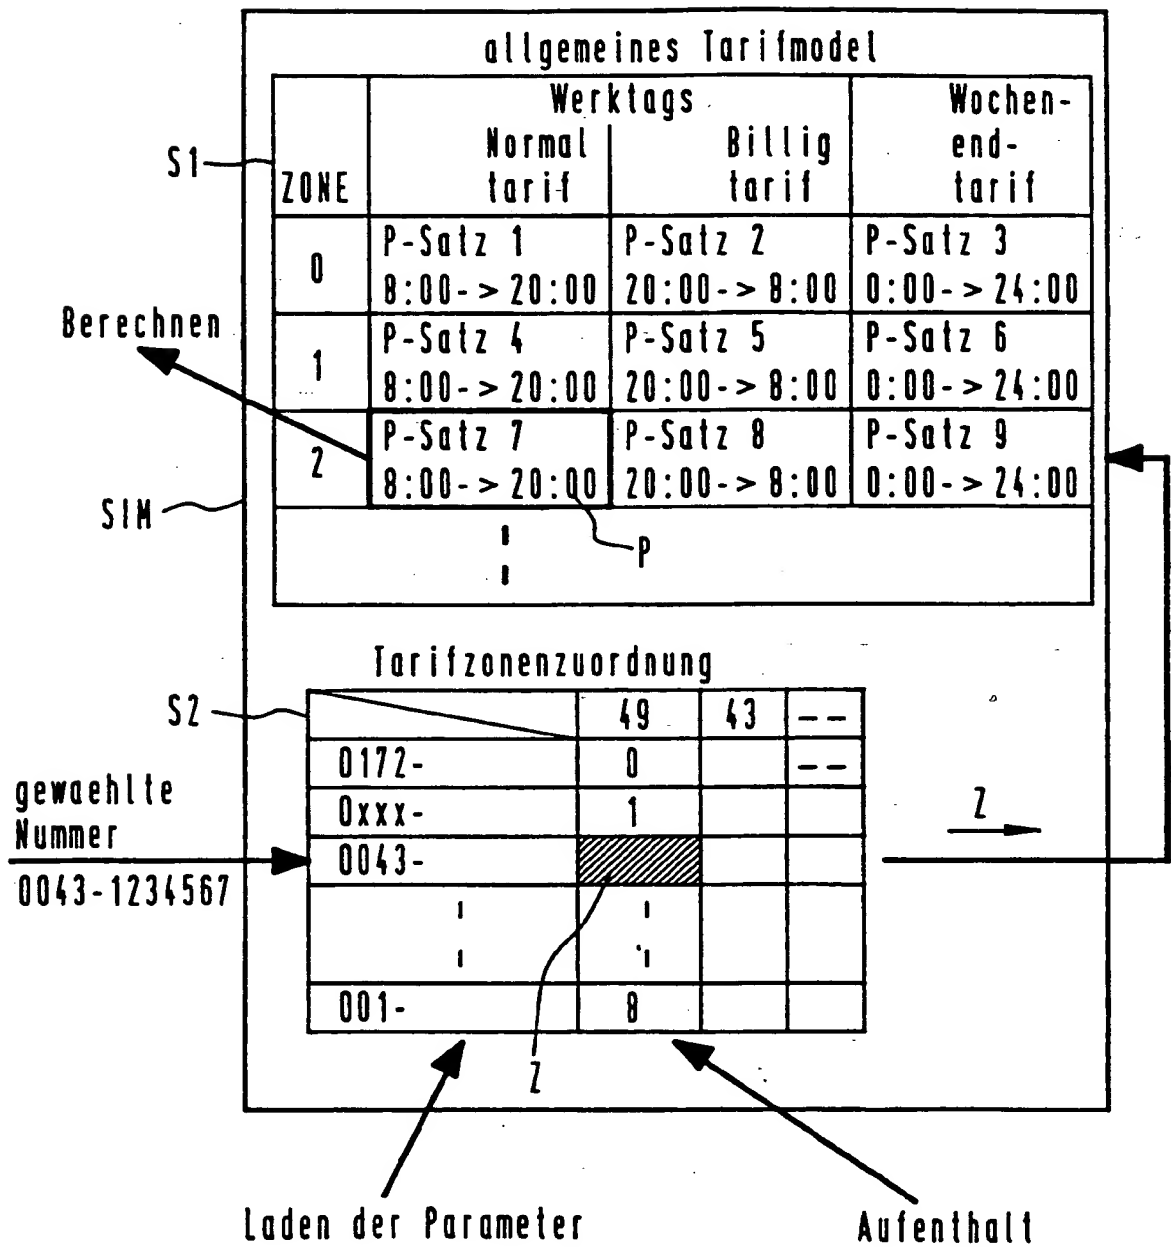 allgemeines Tarifmodel
Werktags
Wochen-
end-
tarif
Normal
tarif
Billig
tarif
S1
ZONE
0
P-Satz 1
8:00-> 20:00
P-Satz 2
20:00-> 8:00
P-Satz 3
0:00-> 24:00
Berechnen
1
P-Satz 4
8:00-> 20:00
P-Satz 5
20:00-> 8:00
P-Satz 6
0:00-> 24:00
2
P-Satz 7
8:00-> 20:00
P-Satz 8
20:00-> 8:00
P-Satz 9
0:00-> 24:00
SIM
P
Tarifzonenzuordnung
S2
49
43
--
0172-
0
--
0xxx-
1
gewaehlte
Nummer
0043-1234567
0043-
Z
001-
8
Z
Laden der Parameter
Aufenthalt